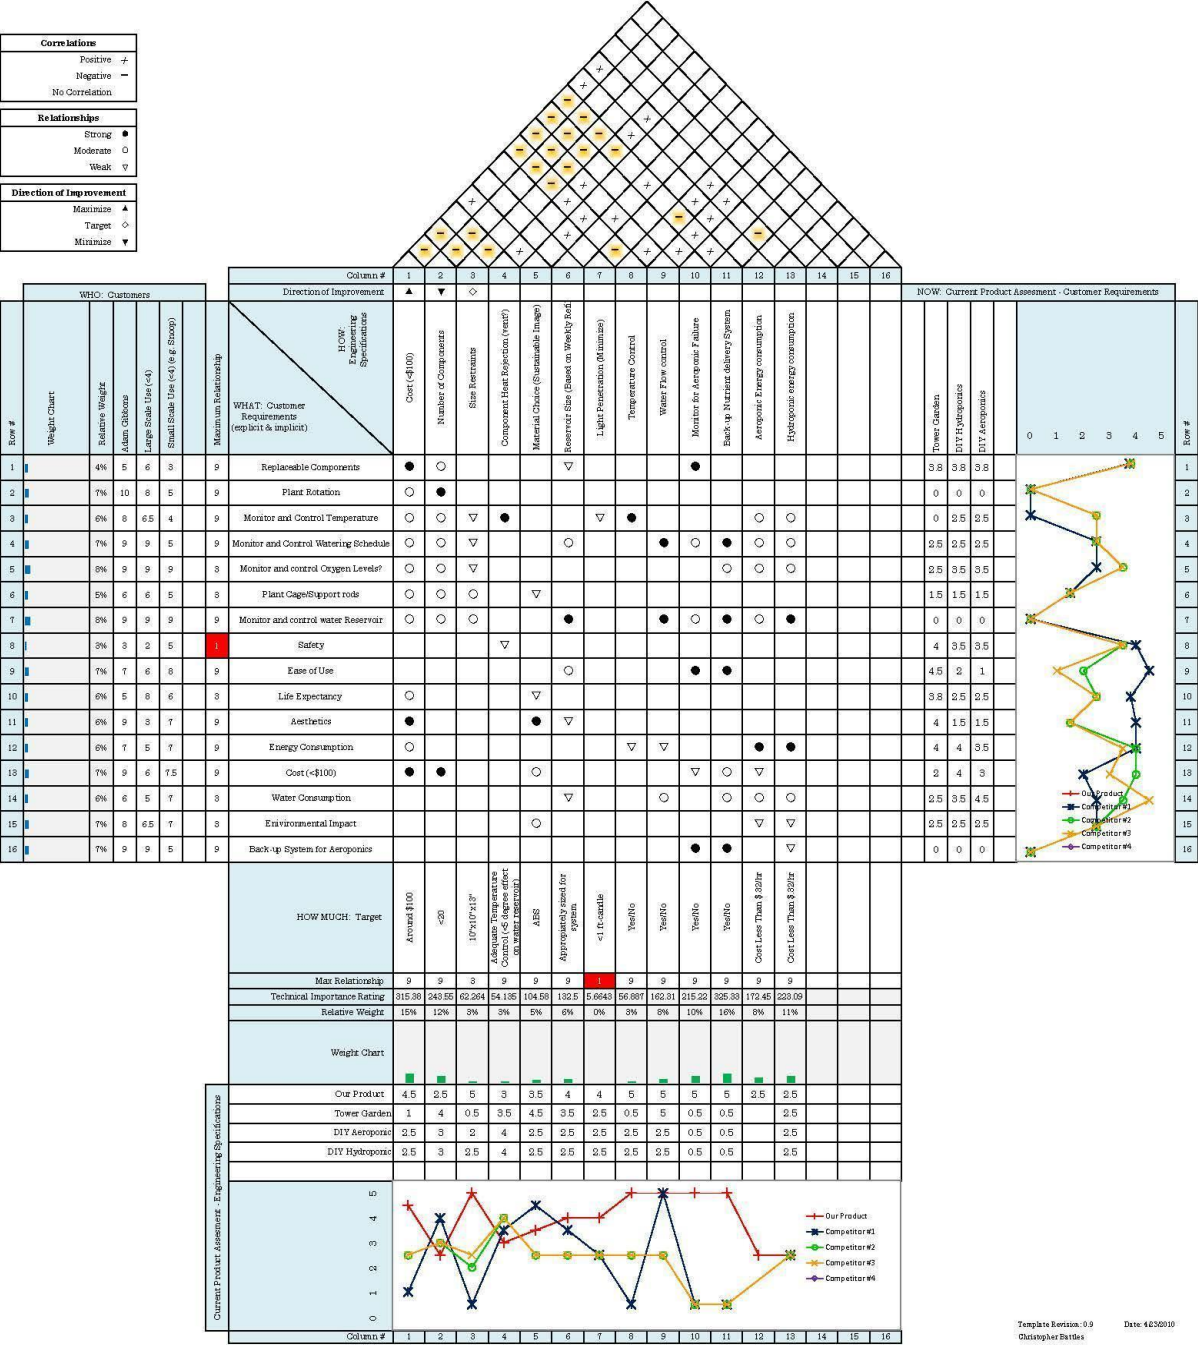 Correlations
Positive +
Negative −
No Correlation
Relationships
Strong ●
Moderate ○
Weak ▽
Direction of Improvement
Maximize ▲
Target ◇
Minimize ▼
Column # 1 2 3 4 5 6 7 8 9 10 11 12 13 14 15 16
Direction of Improvement ▲ ▼ ◇
WHO: Customers
NOW: Current Product Assesment - Customer Requirements
Row #
Weight Chart
Relative Weight
Adam Gibbons
Large Scale Use (<4)
Small Scale Use (<4) (e.g. Snoop)
Maximum Relationship
HOW:
Engineering
Specifications
WHAT: Customer
Requirements
(explicit & implicit)
Cost (<$100)
Number of Components
Size Restraints
Component Heat Rejection (vent?)
Material Choice (Sustainable Image)
Reservoir Size (Based on Weekly Refi
Light Penetration (Minimize)
Temperature Control
Water Flow control
Monitor for Aeroponic Failure
Back-up Nutrient delivery System
Aeroponic Energy consumption
Hydroponic energy consumption
Tower Garden
DIY Hydroponics
DIY Aeroponics
0 1 2 3 4 5
Row #
1 4% 5 6 3 9 Replaceable Components ● ○ ▽ ● 3.8 3.8 3.8 1
2 7% 10 8 5 9 Plant Rotation ○ ● 0 0 0 2
3 6% 8 6.5 4 9 Monitor and Control Temperature ○ ○ ▽ ● ▽ ● ○ ○ 0 2.5 2.5 3
4 7% 9 9 5 9 Monitor and Control Watering Schedule ○ ○ ▽ ○ ● ○ ● ○ ○ 2.5 2.5 2.5 4
5 8% 9 9 9 3 Monitor and control Oxygen Levels? ○ ○ ▽ ○ ○ ○ 2.5 3.5 3.5 5
6 5% 6 6 5 3 Plant Cage/Support rods ○ ○ ○ ▽ 1.5 1.5 1.5 6
7 8% 9 9 9 9 Monitor and control water Reservoir ○ ○ ○ ● ● ○ ● ○ ● 0 0 0 7
8 3% 3 2 5 1 Safety ▽ 4 3.5 3.5 8
9 7% 7 6 8 9 Ease of Use ○ ● ● 4.5 2 1 9
10 6% 5 8 6 3 Life Expectancy ○ ▽ 3.8 2.5 2.5 10
11 6% 9 3 7 9 Aesthetics ● ● ▽ 4 1.5 1.5 11
12 6% 7 5 7 9 Energy Consumption ○ ▽ ▽ ● ● 4 4 3.5 12
13 7% 9 6 7.5 9 Cost (<$100) ● ● ○ ▽ ○ ▽ 2 4 3 13
14 6% 6 5 7 3 Water Consumption ▽ ○ ○ ○ ○ 2.5 3.5 4.5 14
15 7% 8 6.5 7 3 Enivironmental Impact ○ ▽ ▽ 2.5 2.5 2.5 15
16 7% 9 9 5 9 Back-up System for Aeroponics ● ● ▽ 0 0 0 16
Our Product
Competitor #1
Competitor #2
Competitor #3
Competitor #4
HOW MUCH: Target
Around $100
<20
10"x10"x13"
Adequate Temperature
Control (<5 degree effect
on water reservoir)
ABS
Appropiately sized for
system
<1 ft-candle
Yes/No
Yes/No
Yes/No
Yes/No
Cost Less Than $.32/hr
Cost Less Than $.32/hr
Max Relationship 9 9 3 9 9 9 1 9 9 9 9 9 9
Technical Importance Rating 315.38 243.55 62.264 54.135 104.58 132.5 5.6643 56.887 162.31 215.22 325.33 172.45 223.09
Relative Weight 15% 12% 3% 3% 5% 6% 0% 3% 8% 10% 16% 8% 11%
Weight Chart
Current Product Assesment - Engineering Specifications
Our Product 4.5 2.5 5 3 3.5 4 4 5 5 5 5 2.5 2.5
Tower Garden 1 4 0.5 3.5 4.5 3.5 2.5 0.5 5 0.5 0.5 2.5
DIY Aeroponic 2.5 3 2 4 2.5 2.5 2.5 2.5 2.5 0.5 0.5 2.5
DIY Hydroponic 2.5 3 2.5 4 2.5 2.5 2.5 2.5 2.5 0.5 0.5 2.5
5
4
3
2
1
0
Our Product
Competitor #1
Competitor #2
Competitor #3
Competitor #4
Column # 1 2 3 4 5 6 7 8 9 10 11 12 13 14 15 16
Template Revision: 0.9 Date: 4/23/2010
Christopher Battles